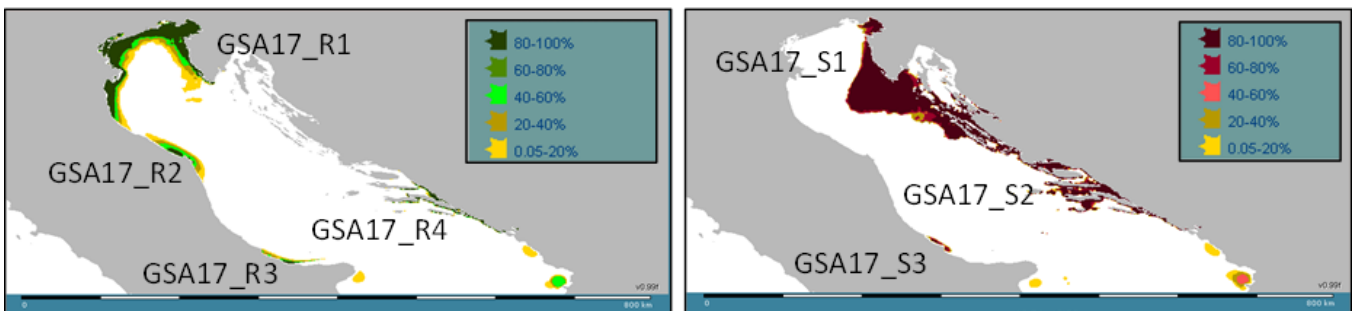 GSA17_R1
80-100%
60-80%
40-60%
20-40%
0.05-20%
GSA17_R2
GSA17_R4
GSA17_R3
v0.99f
0
800 km
GSA17_S1
80-100%
60-80%
40-60%
20-40%
0.05-20%
GSA17_S2
GSA17_S3
v0.99f
0
800 km